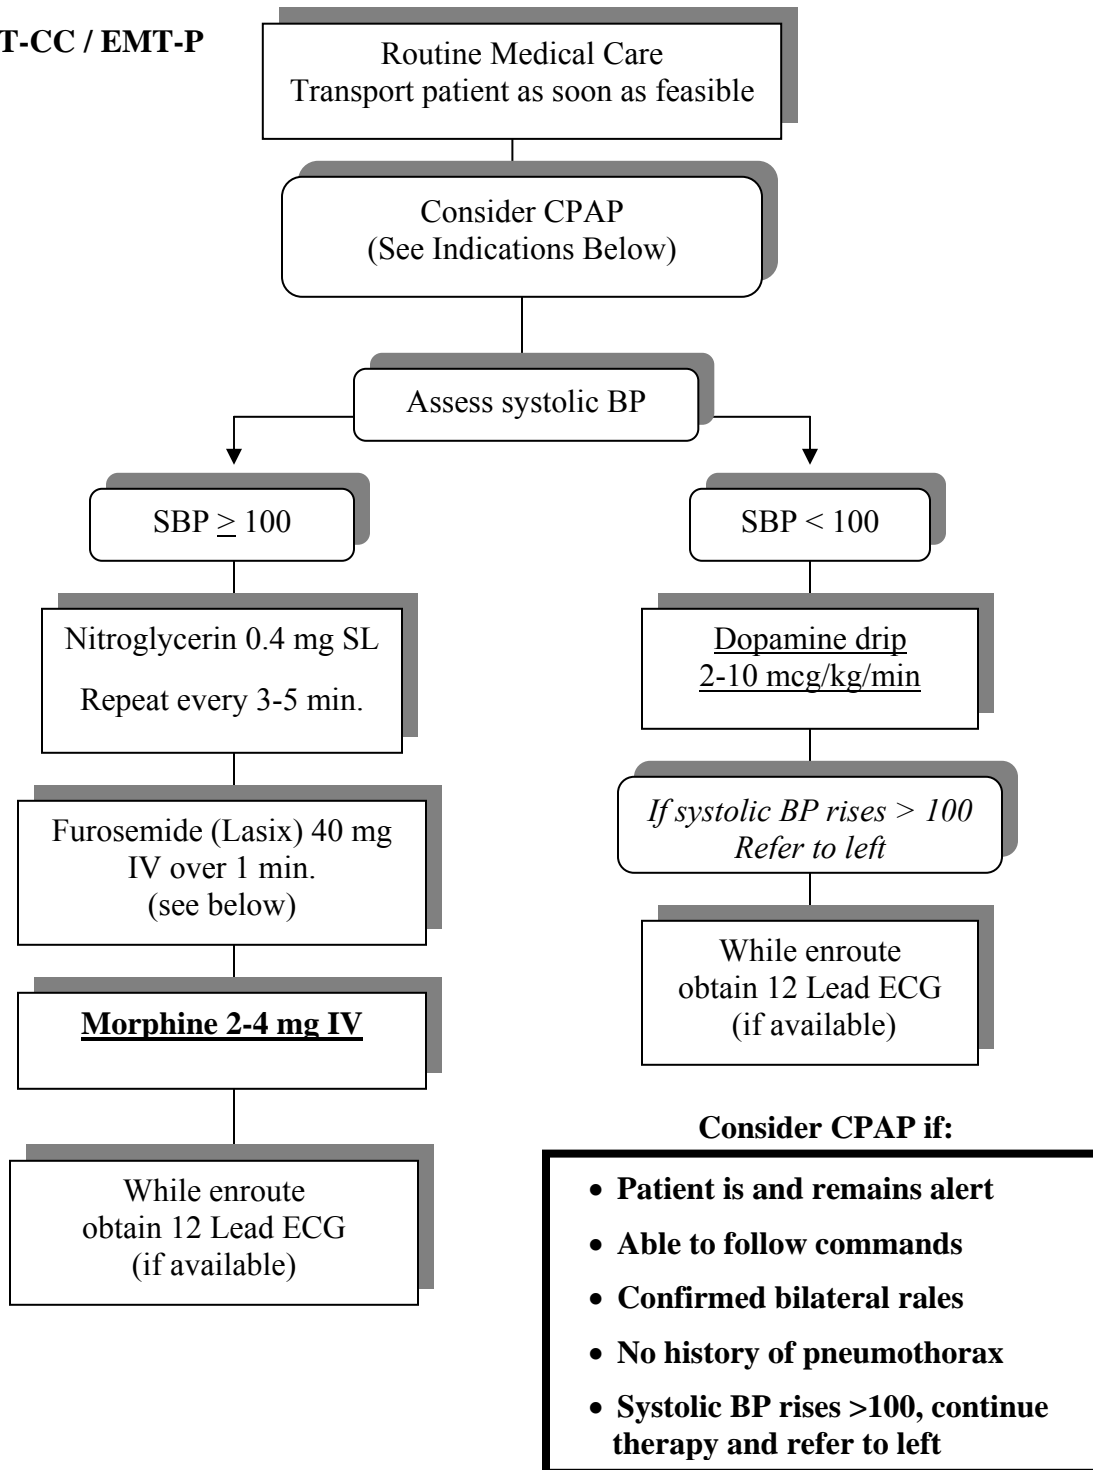 T-CC / EMT-P
Routine Medical Care
Transport patient as soon as feasible
Consider CPAP
(See Indications Below)
Assess systolic BP
SBP ≥ 100
Nitroglycerin 0.4 mg SL
Repeat every 3-5 min.
Furosemide (Lasix) 40 mg
IV over 1 min.
(see below)
Morphine 2-4 mg IV
While enroute
obtain 12 Lead ECG
(if available)
SBP < 100
Dopamine drip
2-10 mcg/kg/min
If systolic BP rises > 100
Refer to left
While enroute
obtain 12 Lead ECG
(if available)
Consider CPAP if:
• Patient is and remains alert
• Able to follow commands
• Confirmed bilateral rales
• No history of pneumothorax
• Systolic BP rises >100, continue
therapy and refer to left